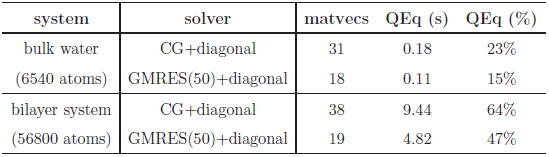 system solver matvecs QEq (s) QEq (%)
bulk water CG+diagonal 31 0.18 23%
(6540 atoms) GMRES(50)+diagonal 18 0.11 15%
bilayer system CG+diagonal 38 9.44 64%
(56800 atoms) GMRES(50)+diagonal 19 4.82 47%